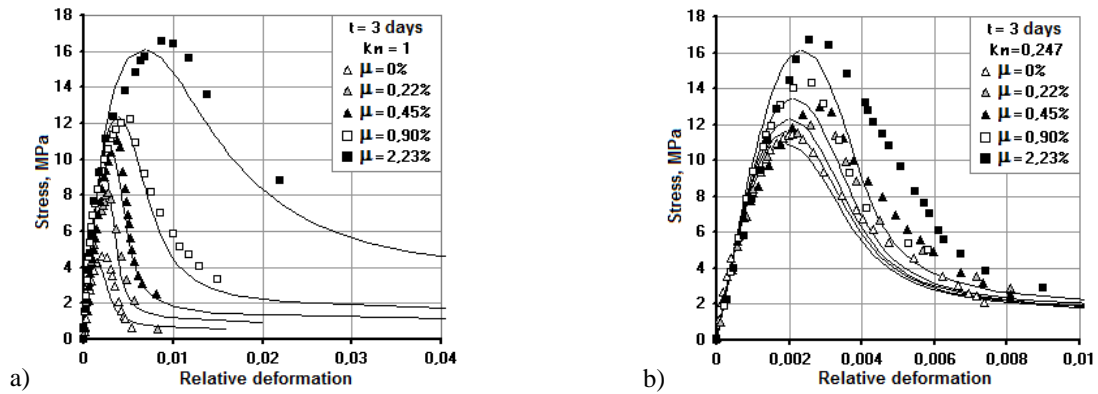 t = 3 days
kn = 1
μ = 0%
μ = 0,22%
μ = 0,45%
μ = 0,90%
μ = 2,23%
Stress, MPa
18
16
14
12
10
8
6
4
2
0
0 0,01 0,02 0,03 0,04
Relative deformation
a)
t = 3 days
kn=0,247
μ = 0%
μ = 0,22%
μ = 0,45%
μ = 0,90%
μ = 2,23%
Stress, MPa
18
16
14
12
10
8
6
4
2
0
0 0,002 0,004 0,006 0,008 0,01
Relative deformation
b)